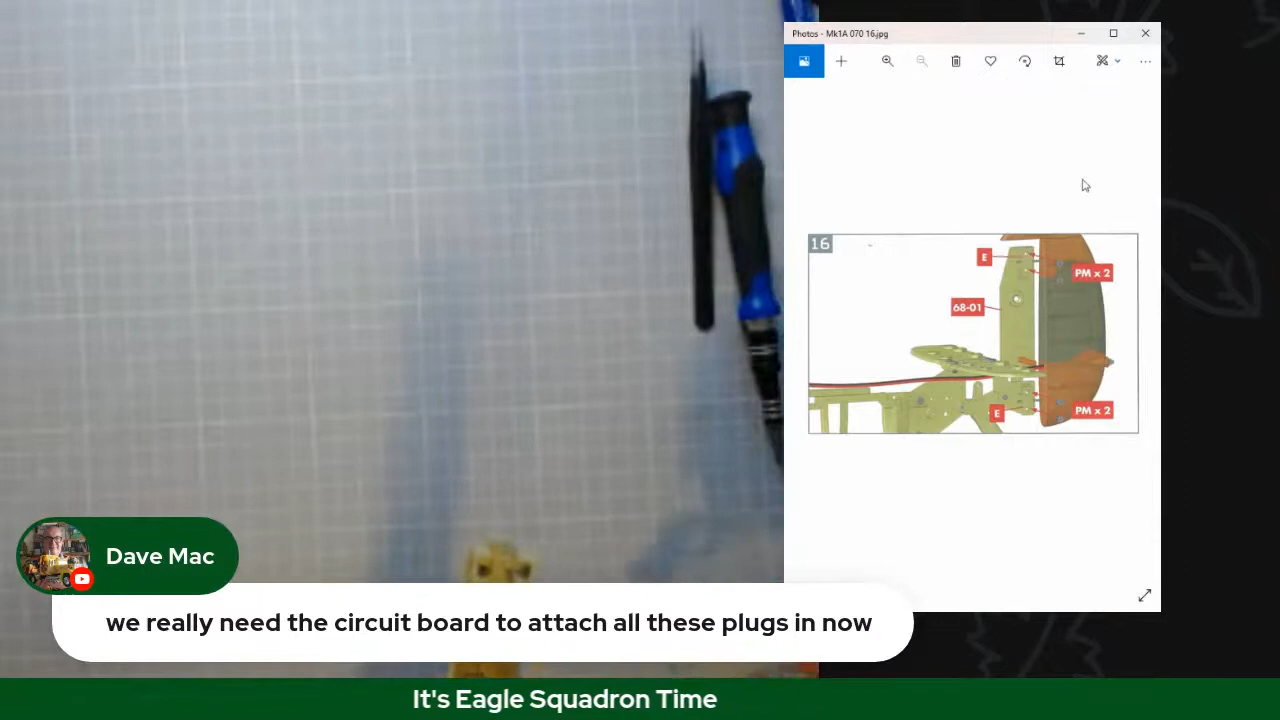 Photos - Mk1A 070 16.jpg
16
E
PM x 2
68-01
E
PM x 2
Dave Mac
we really need the circuit board to attach all these plugs in now
It's Eagle Squadron Time